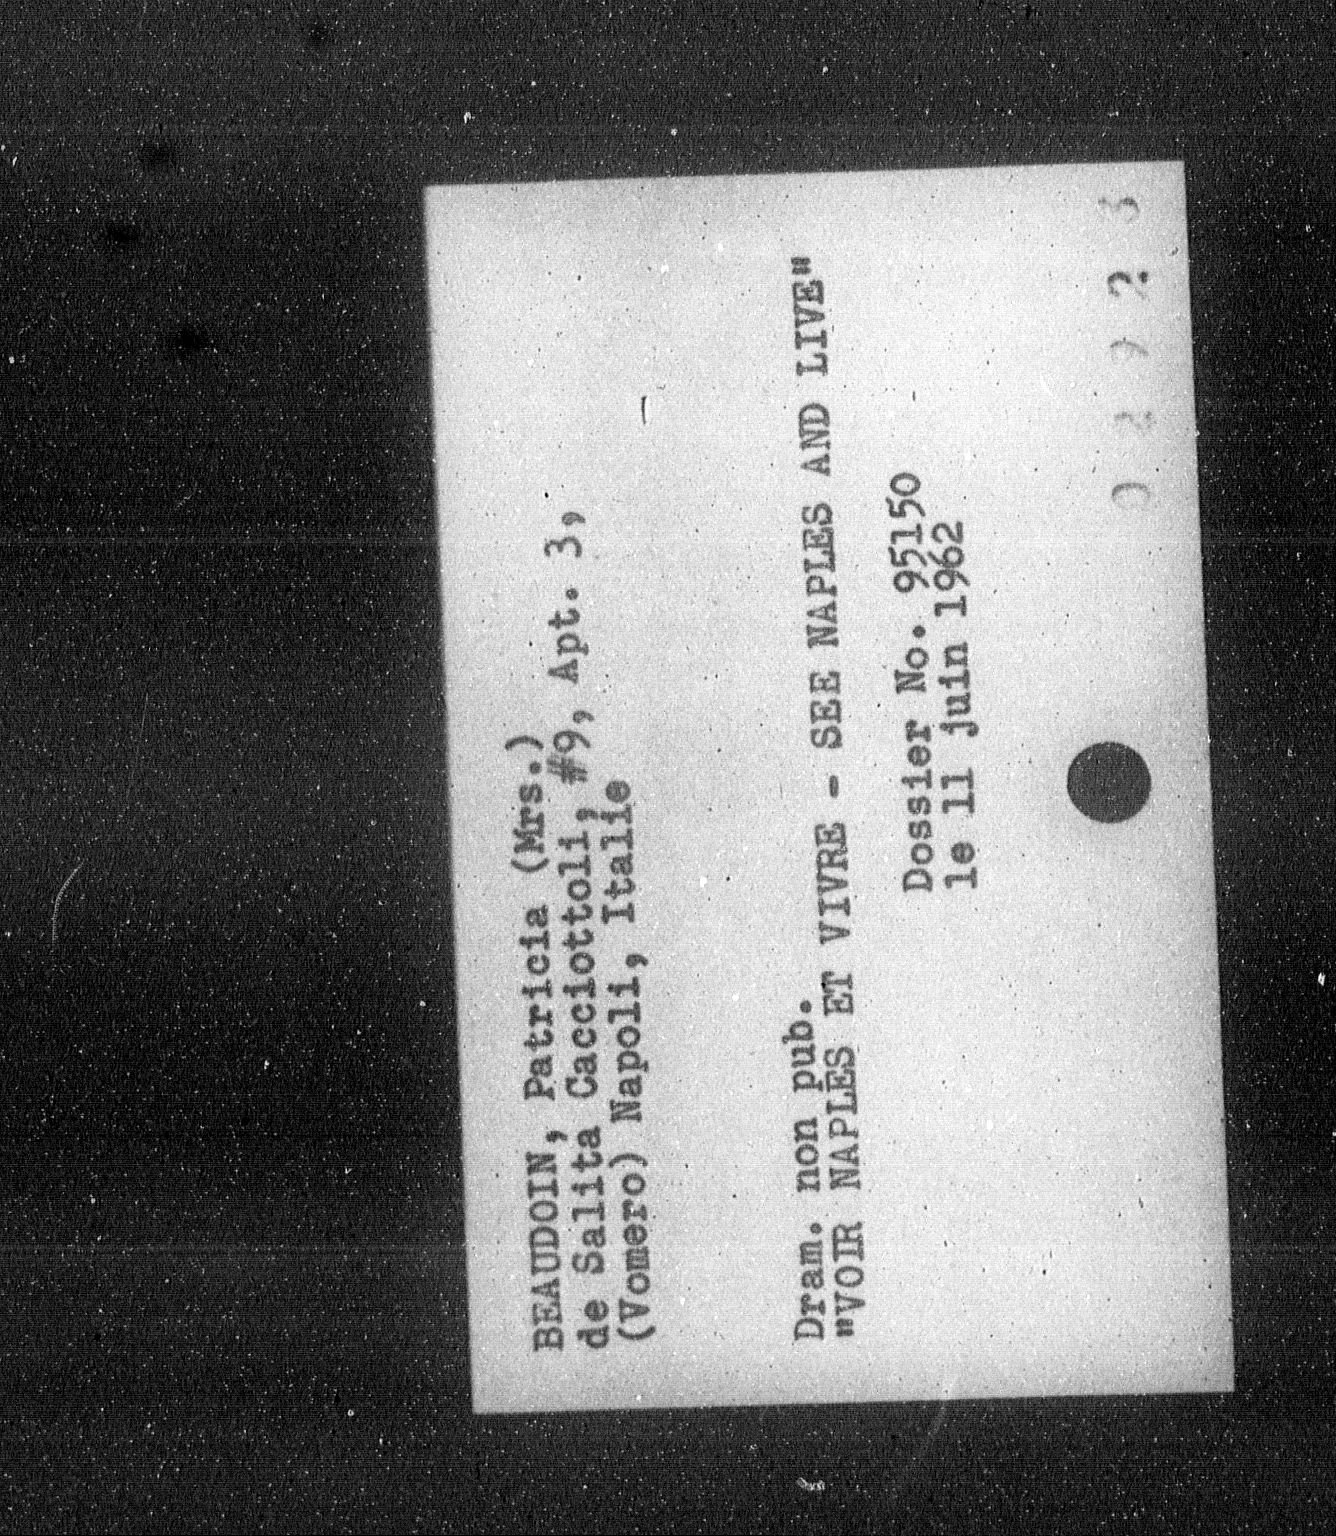 BEAUDOIN, Patricia (Mrs.)
de Salita Cacciottoli, #9, Apt. 3,
(Vomero) Napoli, Italie
Dram. non pub.
"VOIR NAPLES ET VIVRE - SEE NAPLES AND LIVE"
Dossier No. 95150
le 11 juin 1962